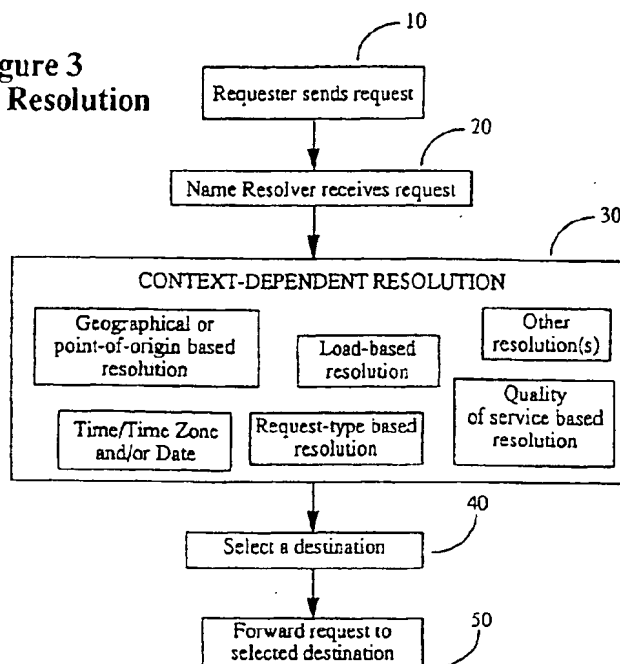 gure 3
Resolution
10
Requester sends request
20
Name Resolver receives request
30
CONTEXT-DEPENDENT RESOLUTION
Geographical or
point-of-origin based
resolution
Load-based
resolution
Other
resolution(s)
Time/Time Zone
and/or Date
Request-type based
resolution
Quality
of service based
resolution
40
Select a destination
50
Forward request to
selected destination